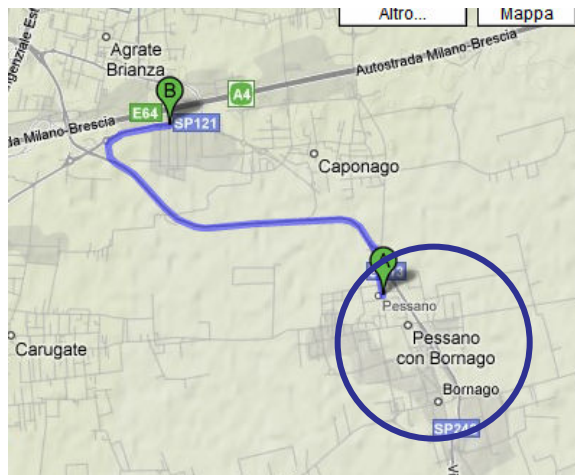 Altro...
Mappa
Agrate
Brianza
Autostrada Milano-Brescia
A4
B
E64
SP121
da Milano-Brescia
Caponago
A
Pessano
Carugate
Pessano
con Bornago
Bornago